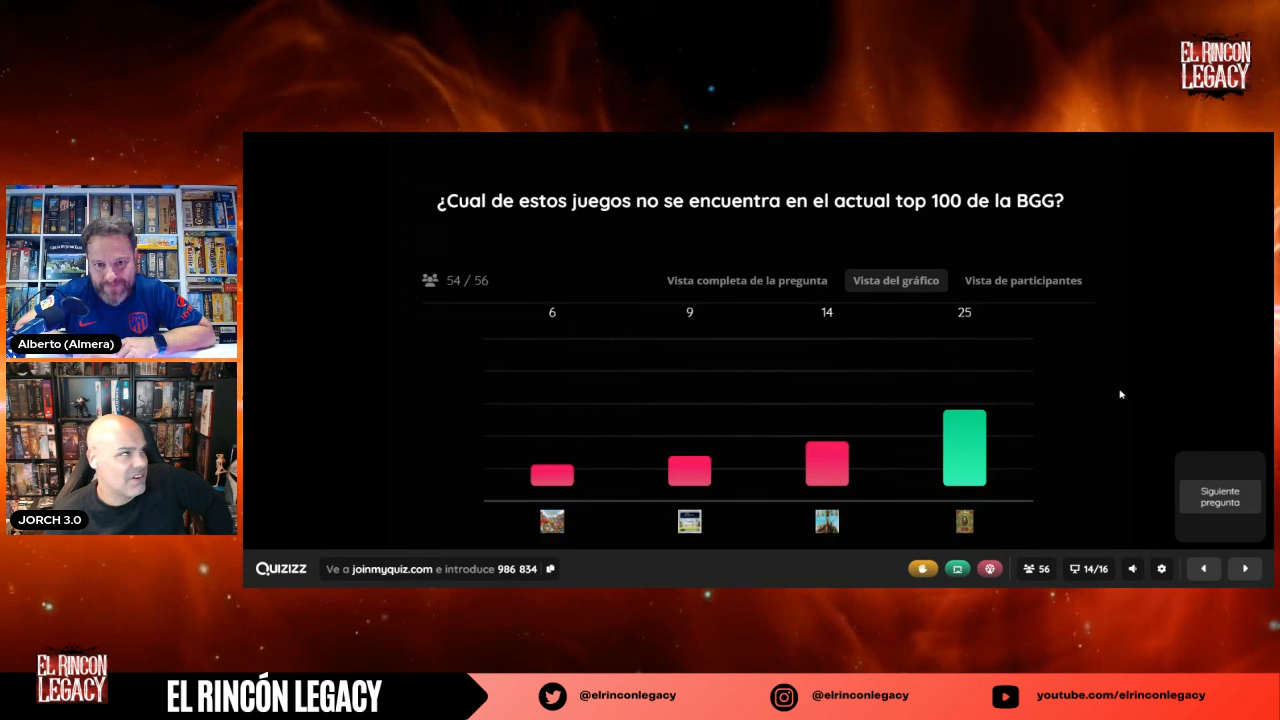 EL RINCON
LEGACY
¿Cual de estos juegos no se encuentra en el actual top 100 de la BGG?
54 / 56
Vista completa de la pregunta
Vista del gráfico
Vista de participantes
6
9
14
25
Alberto (Almera)
JORCH 3.0
Siguiente
pregunta
QUIZIZZ
Ve a joinmyquiz.com e introduce 986 834
56
14/16
EL RINCON
LEGACY
EL RINCÓN LEGACY
@elrinconlegacy
@elrinconlegacy
youtube.com/elrinconlegacy